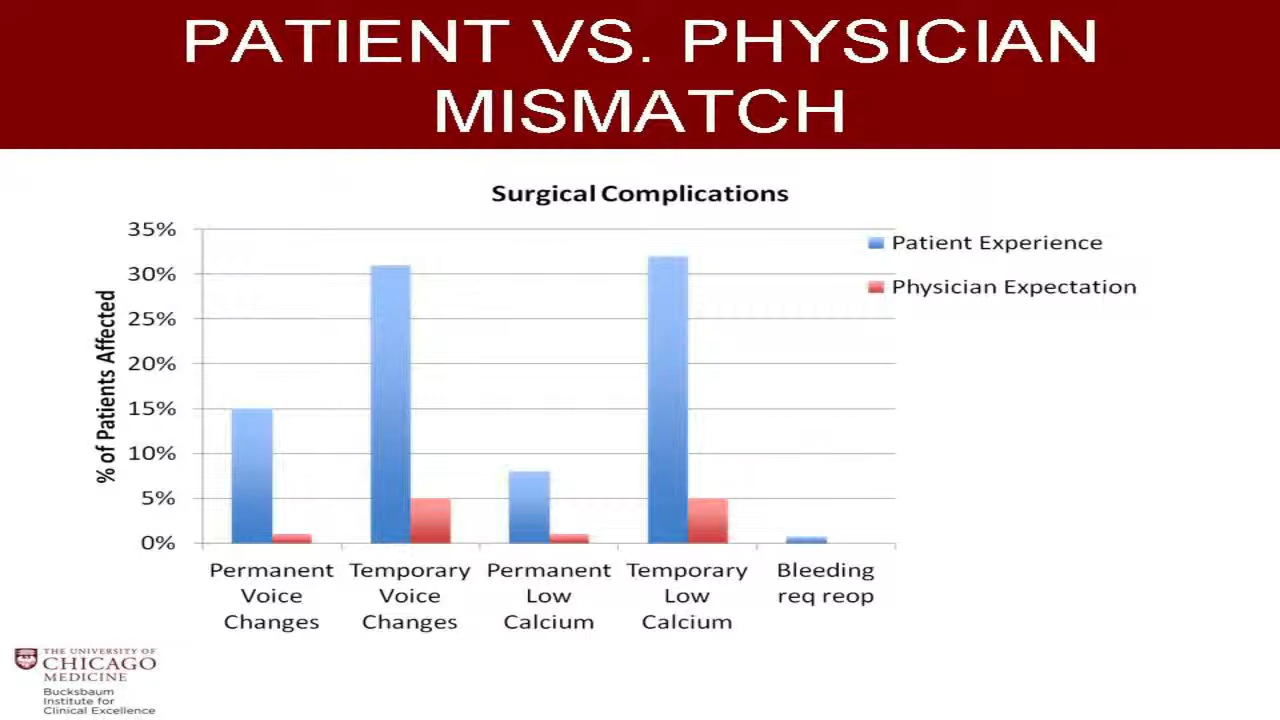 PATIENT VS. PHYSICIAN
MISMATCH
Surgical Complications
% of Patients Affected
35%
30%
25%
20%
15%
10%
5%
0%
Patient Experience
Physician Expectation
Permanent Voice Changes
Temporary Voice Changes
Permanent Low Calcium
Temporary Low Calcium
Bleeding req reop
THE UNIVERSITY OF
CHICAGO
MEDICINE
Bucksbaum
Institute for
Clinical Excellence